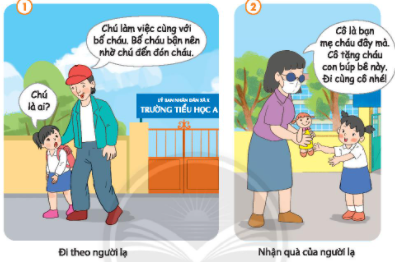 1
Chú làm việc cùng với
bố cháu. Bố cháu bận nên
nhờ chú đến đón cháu.
Chú
là ai?
UỶ BAN NHÂN DÂN XÃ S
TRƯỜNG TIỂU HỌC A
Đi theo người lạ
2
Cô là bạn
mẹ cháu đây mà.
Cô tặng cháu
con búp bê này.
Đi cùng cô nhé!
Nhận quà của người lạ